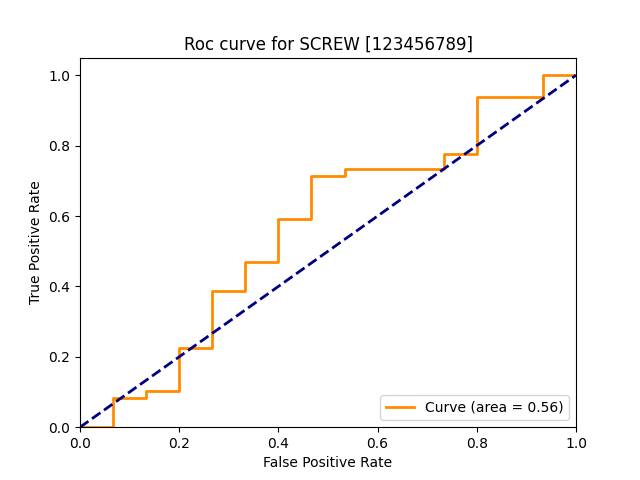 Roc curve for SCREW [123456789]
True Positive Rate
1.0
0.8
0.6
0.4
0.2
0.0
Curve (area = 0.56)
0.0 0.2 0.4 0.6 0.8 1.0
False Positive Rate